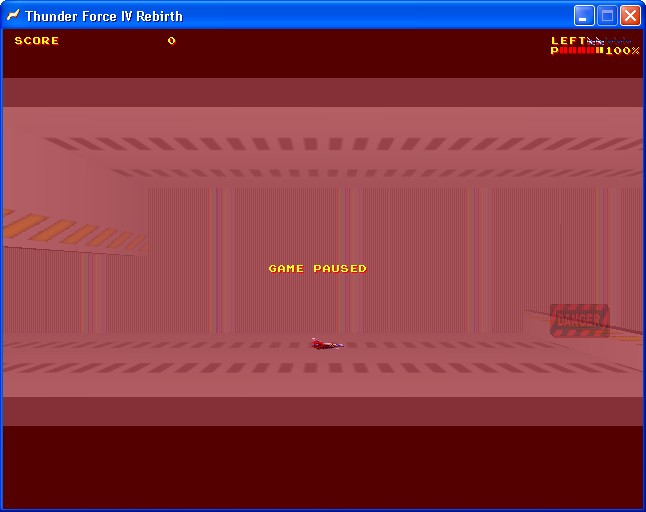 Thunder Force IV Rebirth
SCORE 0
LEFT
P 100%
GAME PAUSED
DANGER